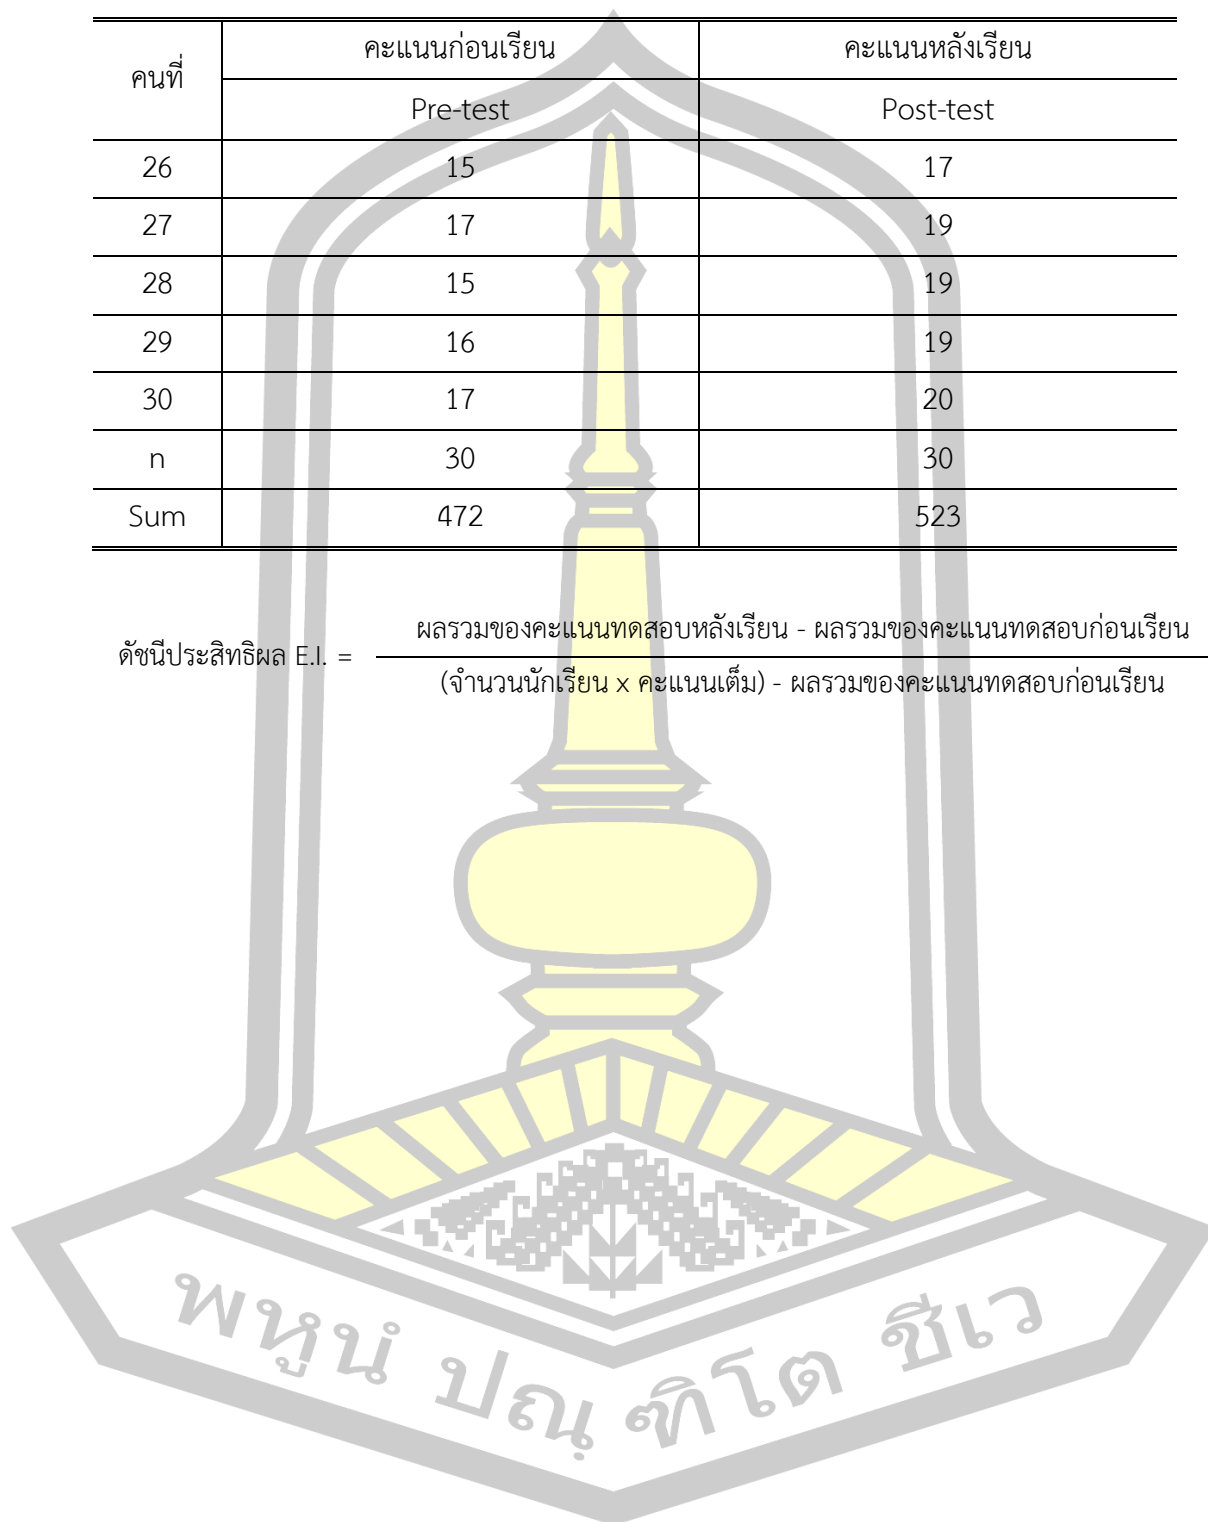 คนที่ คะแนนก่อนเรียน คะแนนหลังเรียน
Pre-test Post-test
26 15 17
27 17 19
28 15 19
29 16 19
30 17 20
n 30 30
Sum 472 523
ดัชนีประสิทธิผล E.I. = ผลรวมของคะแนนทดสอบหลังเรียน - ผลรวมของคะแนนทดสอบก่อนเรียน
(จำนวนนักเรียน x คะแนนเต็ม) - ผลรวมของคะแนนทดสอบก่อนเรียน
พหูนํ ปณฺฑิโต ชีเว